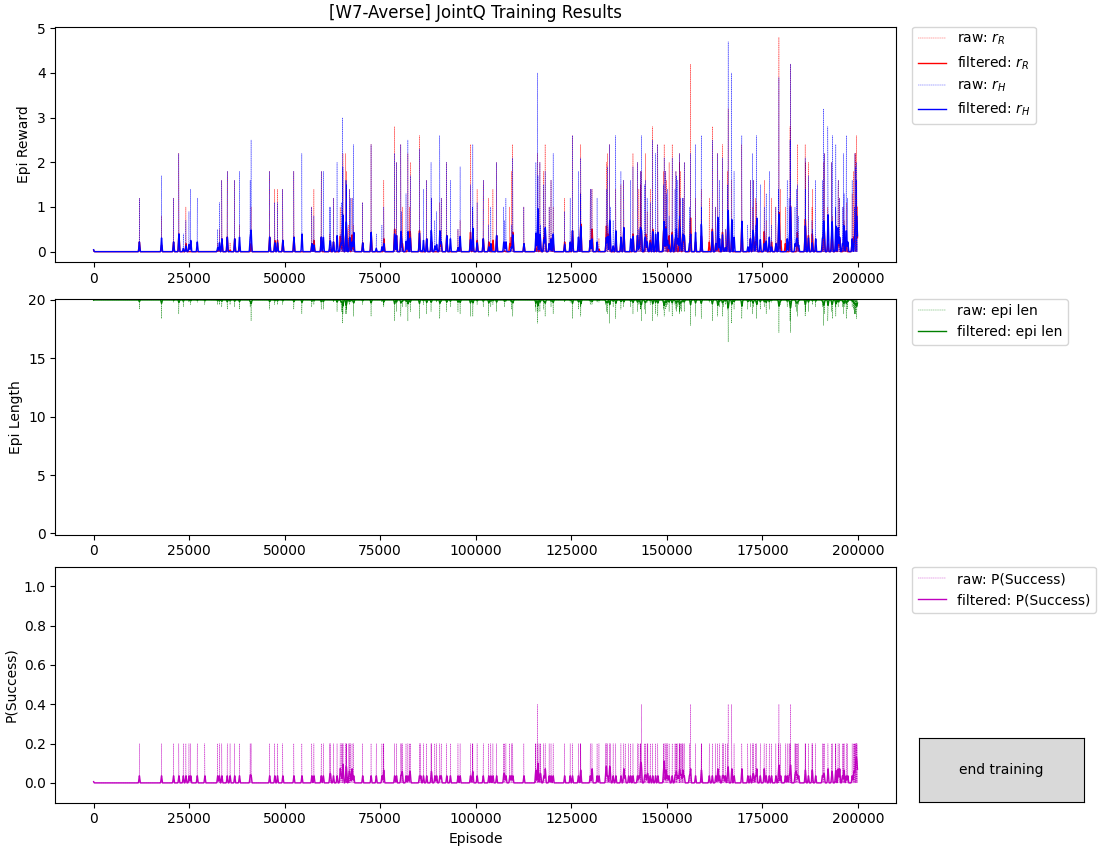 [W7-Averse] JointQ Training Results
Epi Reward
5
4
3
2
1
0
0 25000 50000 75000 100000 125000 150000 175000 200000
raw: r_R
filtered: r_R
raw: r_H
filtered: r_H
Epi Length
20
15
10
5
0
0 25000 50000 75000 100000 125000 150000 175000 200000
raw: epi len
filtered: epi len
P(Success)
1.0
0.8
0.6
0.4
0.2
0.0
0 25000 50000 75000 100000 125000 150000 175000 200000
Episode
raw: P(Success)
filtered: P(Success)
end training